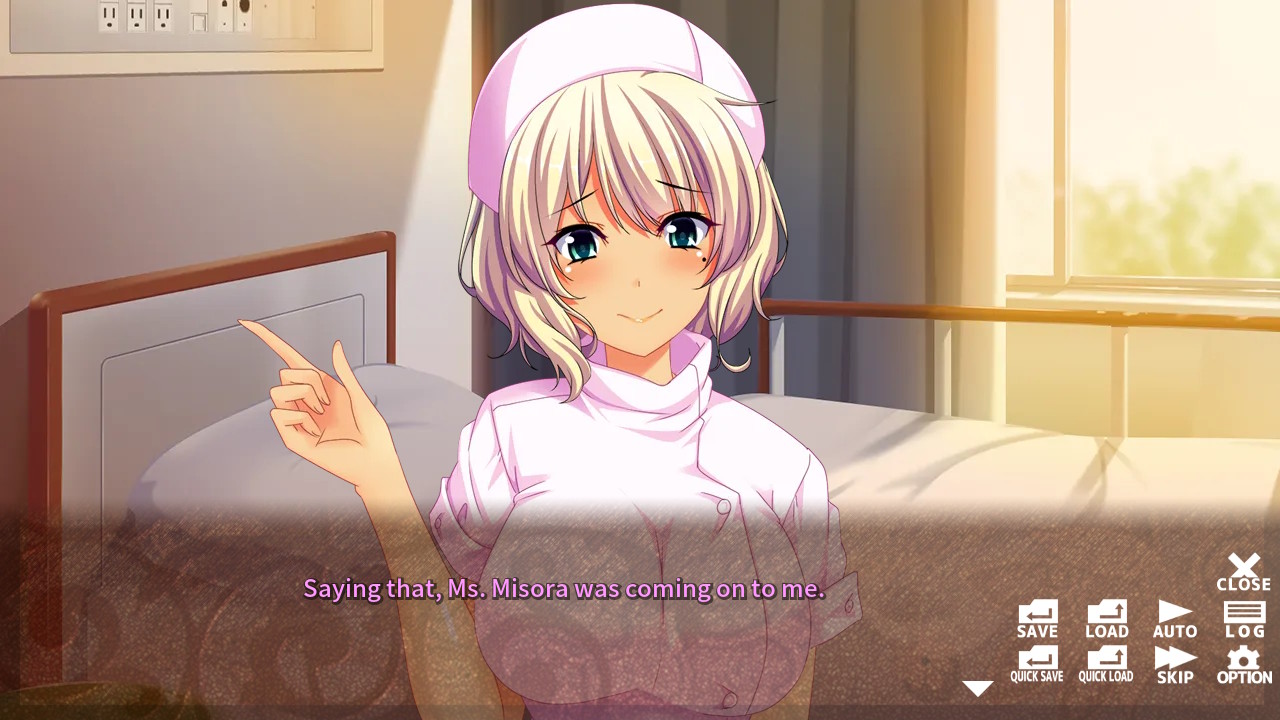 Saying that, Ms. Misora was coming on to me.
CLOSE
SAVE
LOAD
AUTO
LOG
QUICK SAVE
QUICK LOAD
SKIP
OPTION